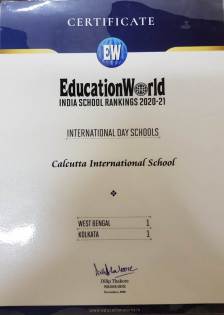 CERTIFICATE
EW
EducationWorld
INDIA SCHOOL RANKINGS 2020-21
INTERNATIONAL DAY SCHOOLS
Calcutta International School
WEST BENGAL 1
KOLKATA 1
Dilip Thakore